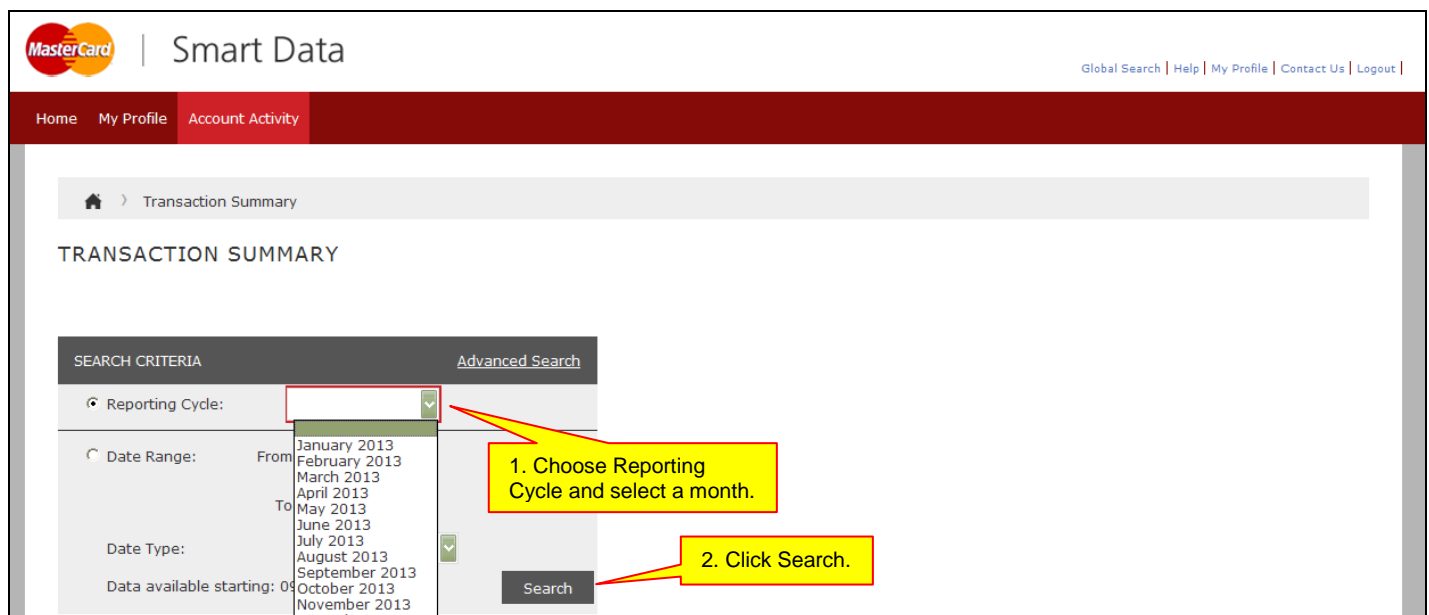 MasterCard | Smart Data
Global Search | Help | My Profile | Contact Us | Logout |
Home My Profile Account Activity
Transaction Summary
TRANSACTION SUMMARY
SEARCH CRITERIA Advanced Search
Reporting Cycle:
January 2013
Date Range: From February 2013
March 2013
April 2013
To May 2013
June 2013
July 2013
Date Type:
August 2013
September 2013
Data available starting: 09 October 2013
November 2013
Search
1. Choose Reporting
Cycle and select a month.
2. Click Search.